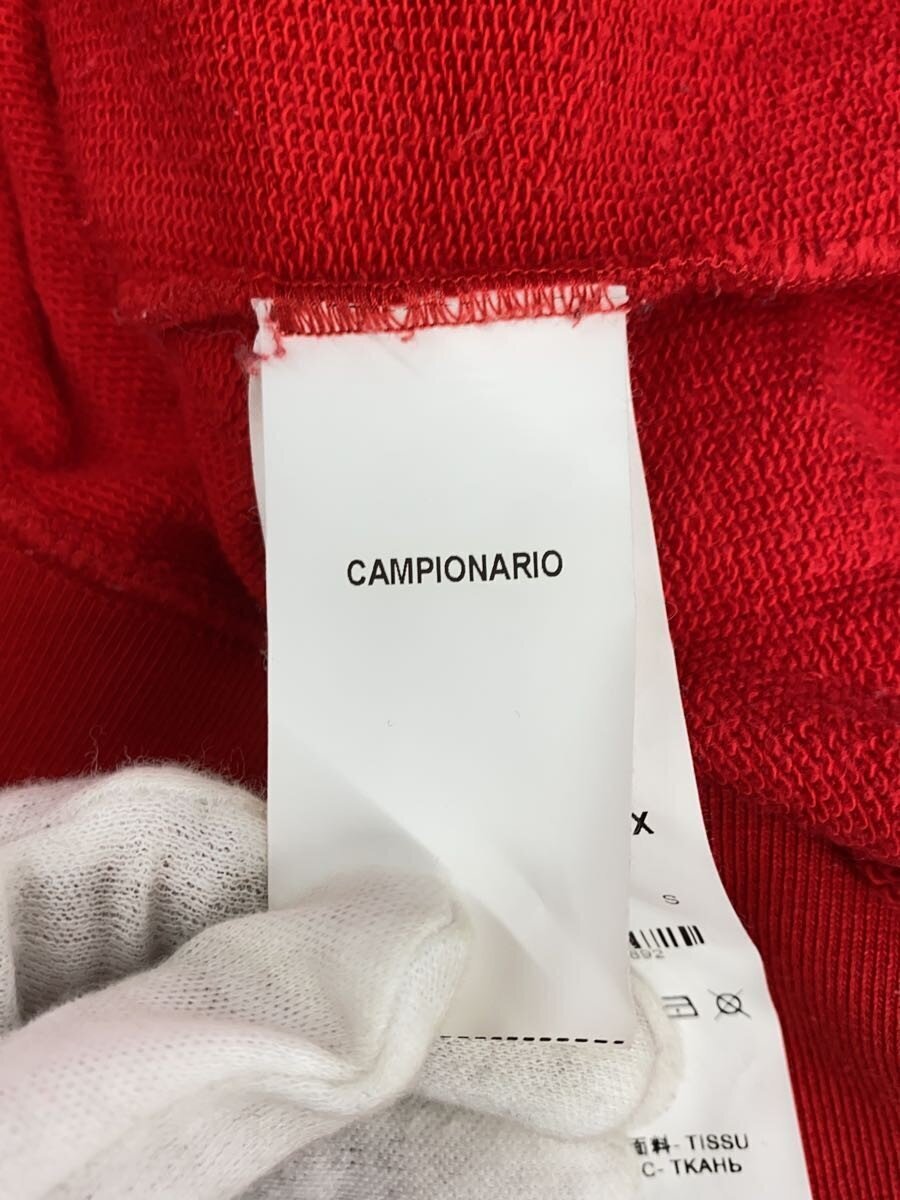 CAMPIONARIO
X
S
892
面料- TISSU
C- ТКАНЬ